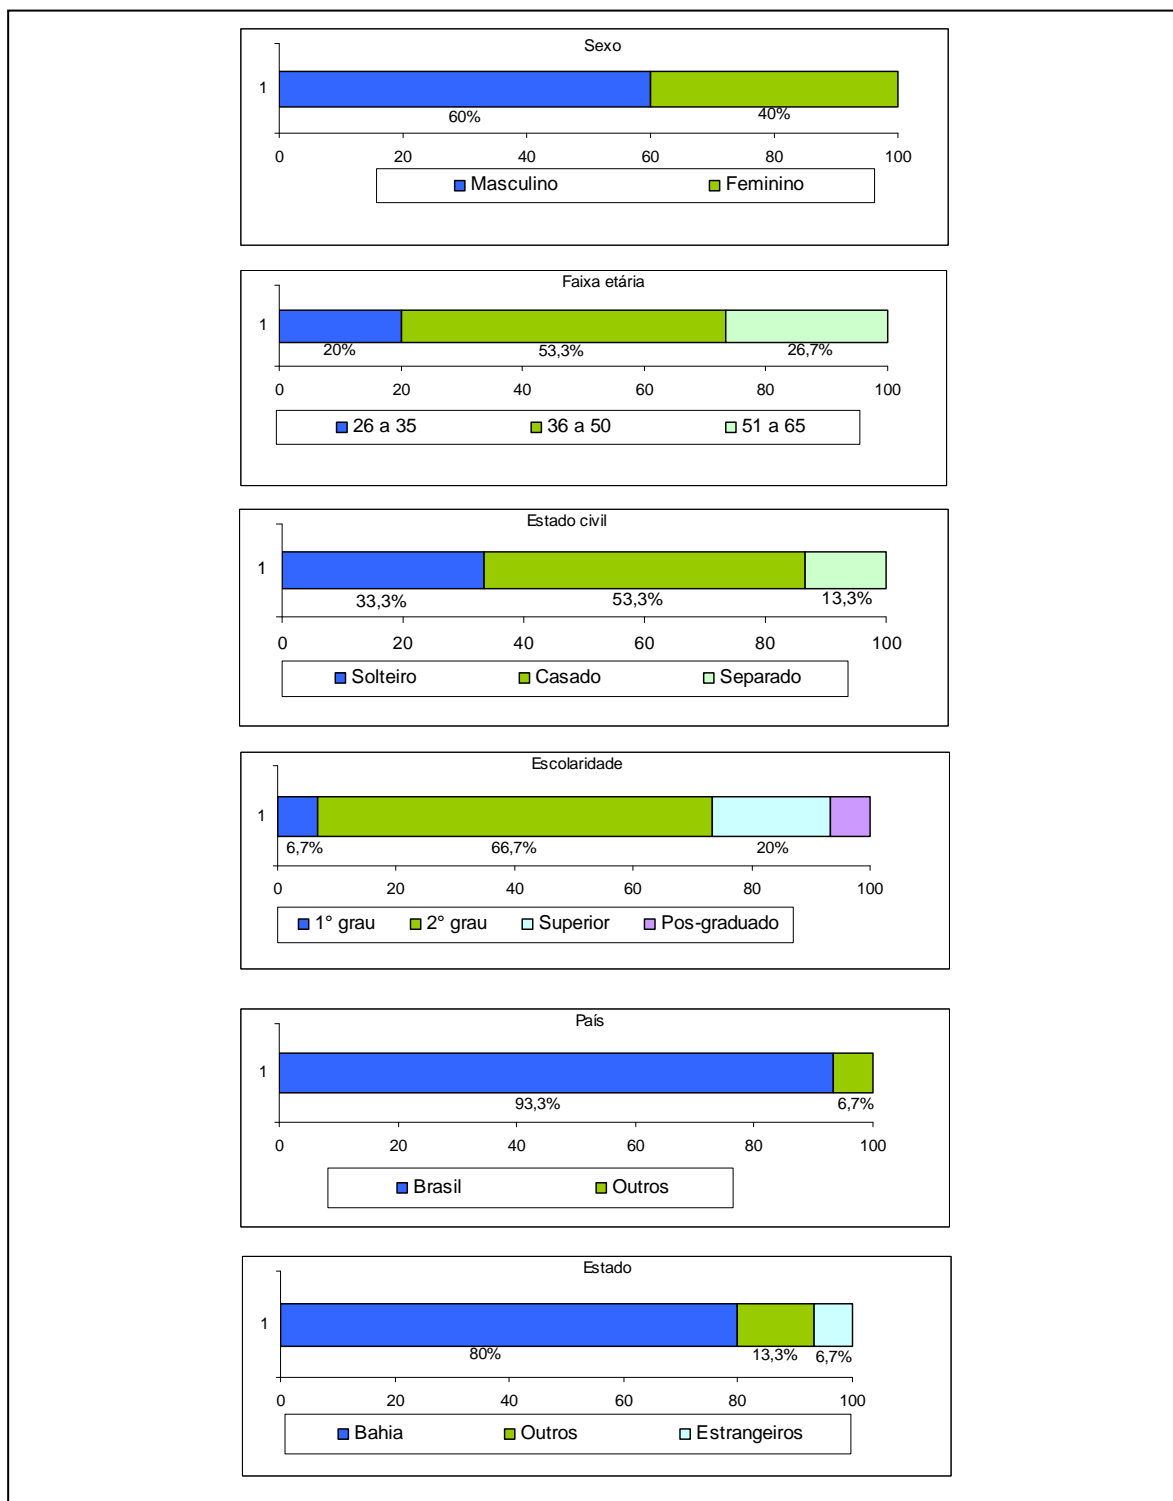 Sexo
1
60% 40%
0 20 40 60 80 100
Masculino Feminino
Faixa etária
1
20% 53,3% 26,7%
0 20 40 60 80 100
26 a 35 36 a 50 51 a 65
Estado civil
1
33,3% 53,3% 13,3%
0 20 40 60 80 100
Solteiro Casado Separado
Escolaridade
1
6,7% 66,7% 20%
0 20 40 60 80 100
1° grau 2° grau Superior Pos-graduado
País
1
93,3% 6,7%
0 20 40 60 80 100
Brasil Outros
Estado
1
80% 13,3% 6,7%
0 20 40 60 80 100
Bahia Outros Estrangeiros